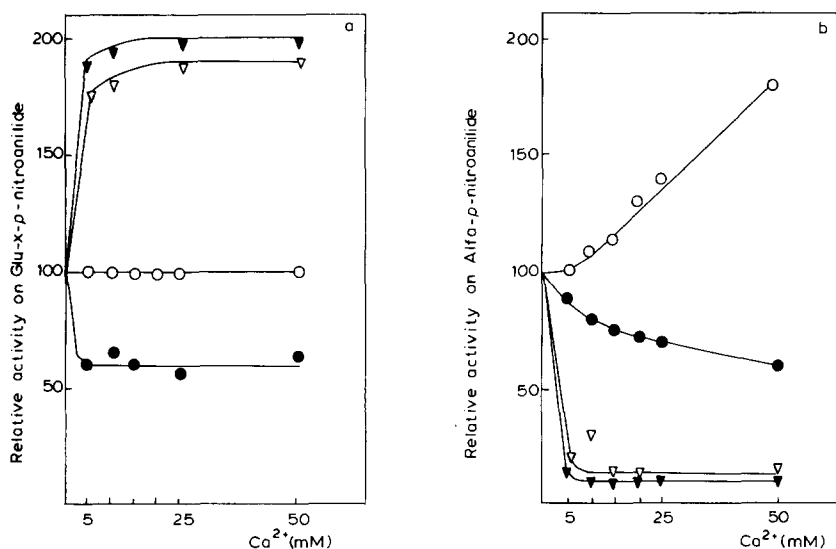 a
200
150
100
50
Relative activity on Glu-x-p-nitroanilide
5 25 50
Ca2+(mM)
b
200
150
100
50
Relative activity on Alfa-p-nitroanilide
5 25 50
Ca2+(mM)